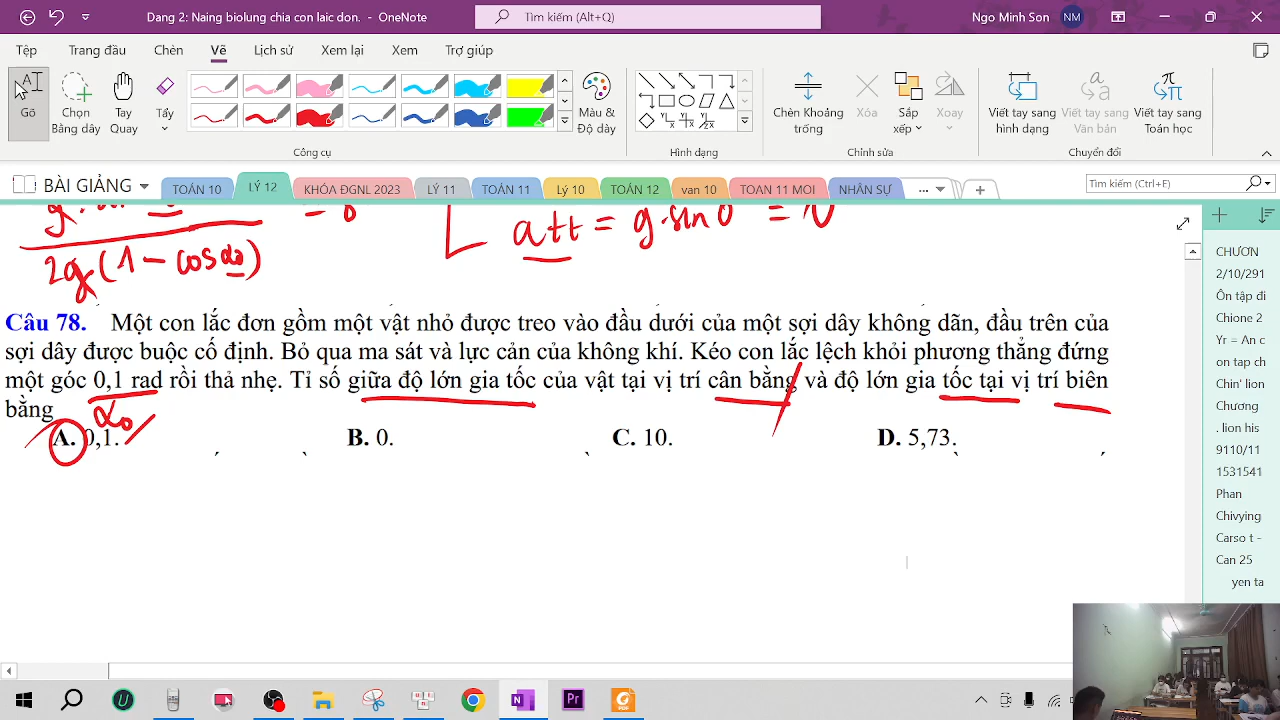 Dang 2: Naing biolung chia con laic don. - OneNote
Tìm kiếm (Alt+Q)
Ngo Minh Son
NM
Tệp
Trang đầu
Chèn
Vẽ
Lịch sử
Xem lại
Xem
Trợ giúp
Gõ
Chọn Bằng dây
Tay Quay
Tẩy
Màu & Độ dày
Chèn Khoảng trống
Xóa
Sắp xếp
Xoay
Viết tay sang hình dạng
Viết tay sang Văn bản
Viết tay sang Toán học
Công cụ
Hình dạng
Chỉnh sửa
Chuyển đổi
BÀI GIẢNG
TOÁN 10
LÝ 12
KHÓA ĐGNL 2023
LÝ 11
TOÁN 11
Lý 10
TOÁN 12
van 10
TOAN 11 MOI
NHÂN SỰ
...
Tìm kiếm (Ctrl+E)
att = g.sin
2g(1 - cosα₀)
Câu 78. Một con lắc đơn gồm một vật nhỏ được treo vào đầu dưới của một sợi dây không dãn, đầu trên của
sợi dây được buộc cố định. Bỏ qua ma sát và lực cản của không khí. Kéo con lắc lệch khỏi phương thẳng đứng
một góc 0,1 rad rồi thả nhẹ. Tỉ số giữa độ lớn gia tốc của vật tại vị trí cân bằng và độ lớn gia tốc tại vị trí biên
bằng
α₀
A. 0,1. B. 0. C. 10. D. 5,73.
CHƯƠN
2/10/291
Ôn tập đi
Chione 2
Yr = An c
on tap ch
Chin' lion
Chương
. lion his
9110/11
1531541
Phan
Chivying
Carso t -
Can 25
yen ta